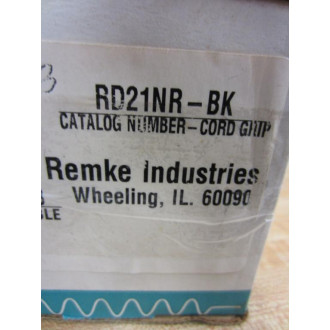 RD21NR-BK
CATALOG NUMBER-CORD GRIP
Remke Industries
Wheeling, IL. 60090